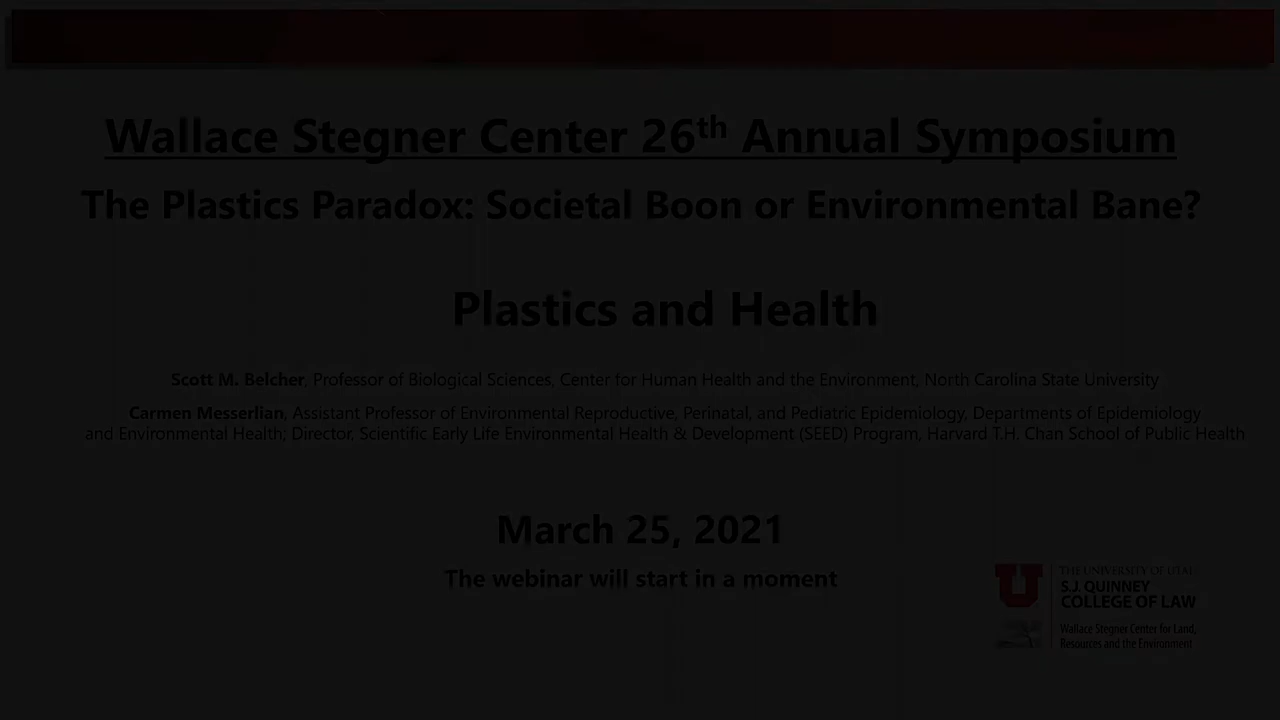 Wallace Stegner Center 26th Annual Symposium
The Plastics Paradox: Societal Boon or Environmental Bane?
Plastics and Health
Scott M. Belcher, Professor of Biological Sciences, Center for Human Health and the Environment, North Carolina State University
Carmen Messerlian, Assistant Professor of Environmental Reproductive, Perinatal, and Pediatric Epidemiology, Departments of Epidemiology
and Environmental Health; Director, Scientific Early Life Environmental Health & Development (SEED) Program, Harvard T.H. Chan School of Public Health
March 25, 2021
The webinar will start in a moment
THE UNIVERSITY OF UTAH
S.J. QUINNEY
COLLEGE OF LAW
Wallace Stegner Center for Land,
Resources and the Environment